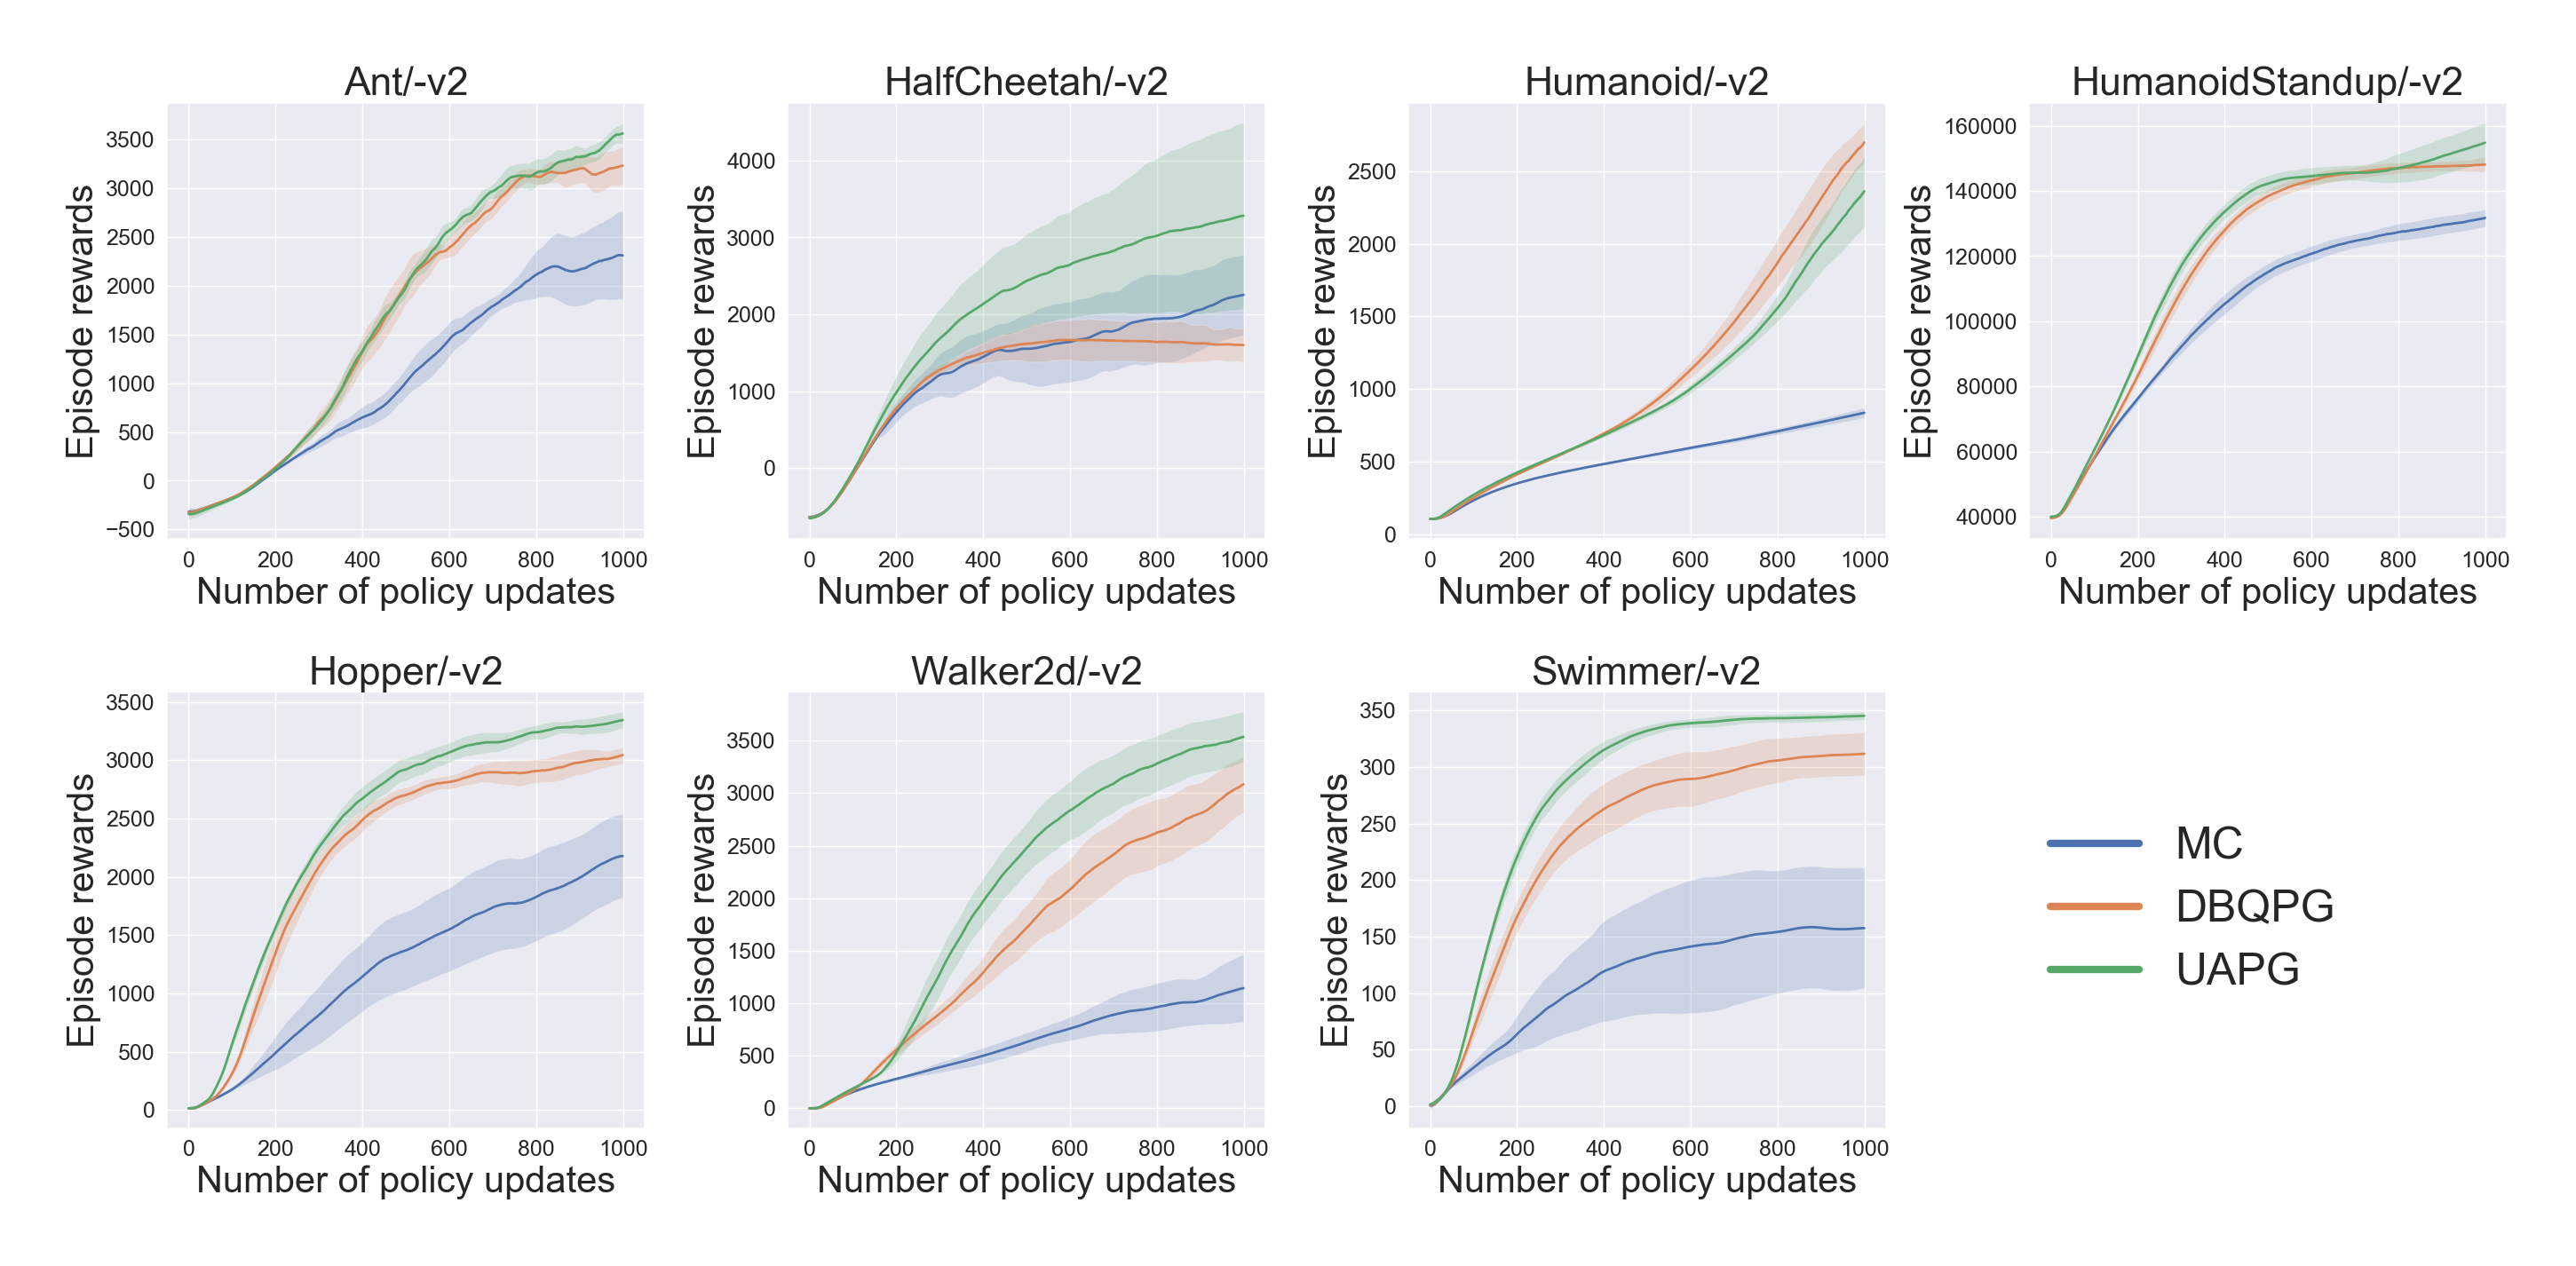 Ant/-v2
HalfCheetah/-v2
Humanoid/-v2
HumanoidStandup/-v2
Episode rewards
3500
3000
2500
2000
1500
1000
500
0
−500
0 200 400 600 800 1000
Number of policy updates
Episode rewards
4000
3000
2000
1000
0
0 200 400 600 800 1000
Number of policy updates
Episode rewards
2500
2000
1500
1000
500
0
0 200 400 600 800 1000
Number of policy updates
Episode rewards
160000
140000
120000
100000
80000
60000
40000
0 200 400 600 800 1000
Number of policy updates
Hopper/-v2
Walker2d/-v2
Swimmer/-v2
Episode rewards
3500
3000
2500
2000
1500
1000
500
0
0 200 400 600 800 1000
Number of policy updates
Episode rewards
3500
3000
2500
2000
1500
1000
500
0
0 200 400 600 800 1000
Number of policy updates
Episode rewards
350
300
250
200
150
100
50
0
0 200 400 600 800 1000
Number of policy updates
MC
DBQPG
UAPG